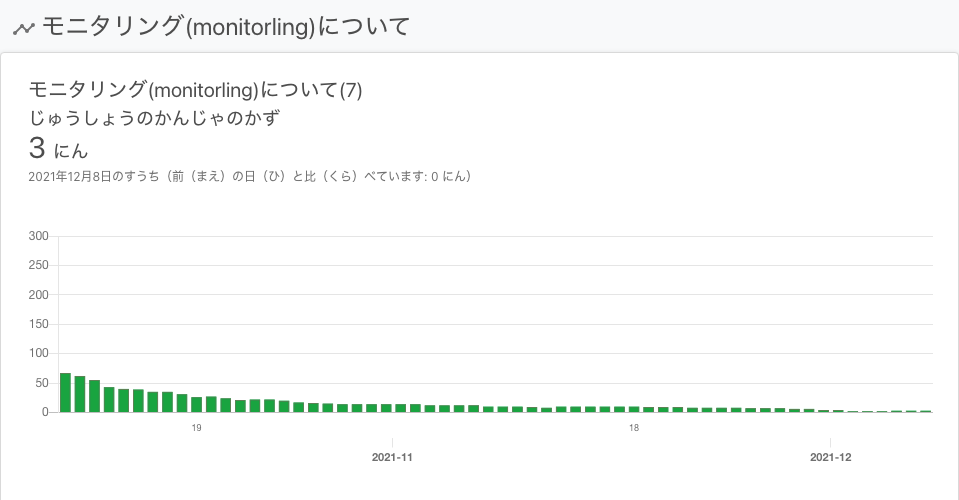 モニタリング(monitorling)について
モニタリング(monitorling)について(7)
じゅうしょうのかんじゃのかず
3 にん
2021年12月8日のすうち（前（まえ）の日（ひ）と比（くら）べています: 0 にん）
300
250
200
150
100
50
0
19
18
2021-11
2021-12